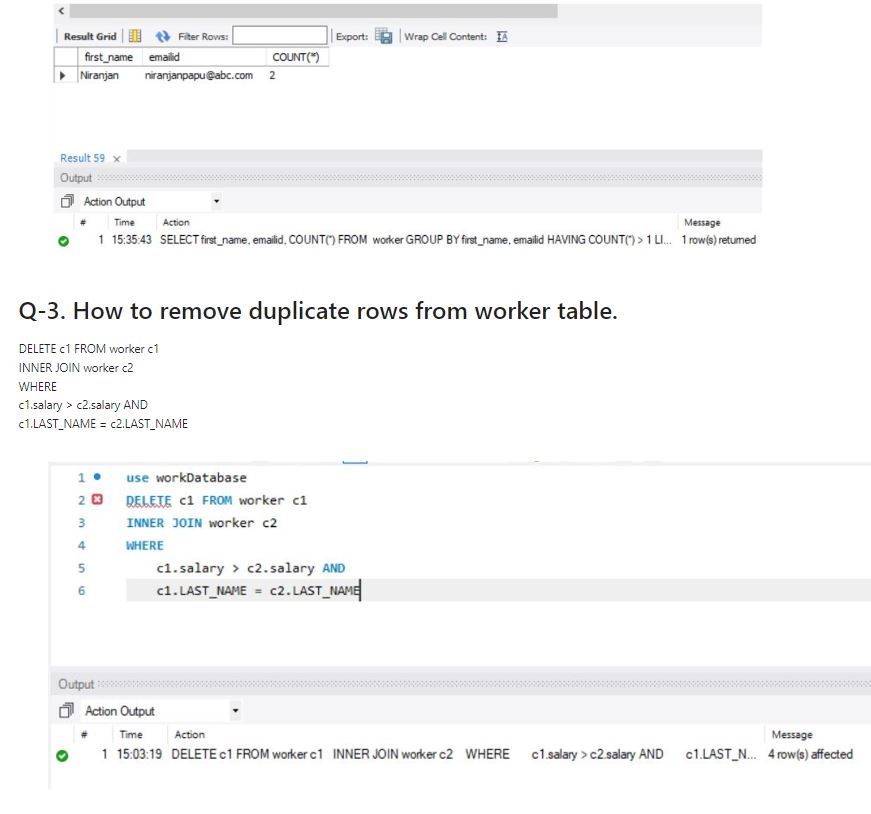 Result Grid Filter Rows: Export: Wrap Cell Content: IA
first_name emailid COUNT(*)
Niranjan niranjanpapu@abc.com 2
Result 59 ×
Output
Action Output
# Time Action Message
1 15:35:43 SELECT first_name, emailid, COUNT(*) FROM worker GROUP BY first_name, emailid HAVING COUNT(*) > 1 LI... 1 row(s) returned
Q-3. How to remove duplicate rows from worker table.
DELETE c1 FROM worker c1
INNER JOIN worker c2
WHERE
c1.salary > c2.salary AND
c1.LAST_NAME = c2.LAST_NAME
1 use workDatabase
2 DELETE c1 FROM worker c1
3 INNER JOIN worker c2
4 WHERE
5 c1.salary > c2.salary AND
6 c1.LAST_NAME = c2.LAST_NAME
Output
Action Output
# Time Action Message
1 15:03:19 DELETE c1 FROM worker c1 INNER JOIN worker c2 WHERE c1.salary > c2.salary AND c1.LAST_N... 4 row(s) affected